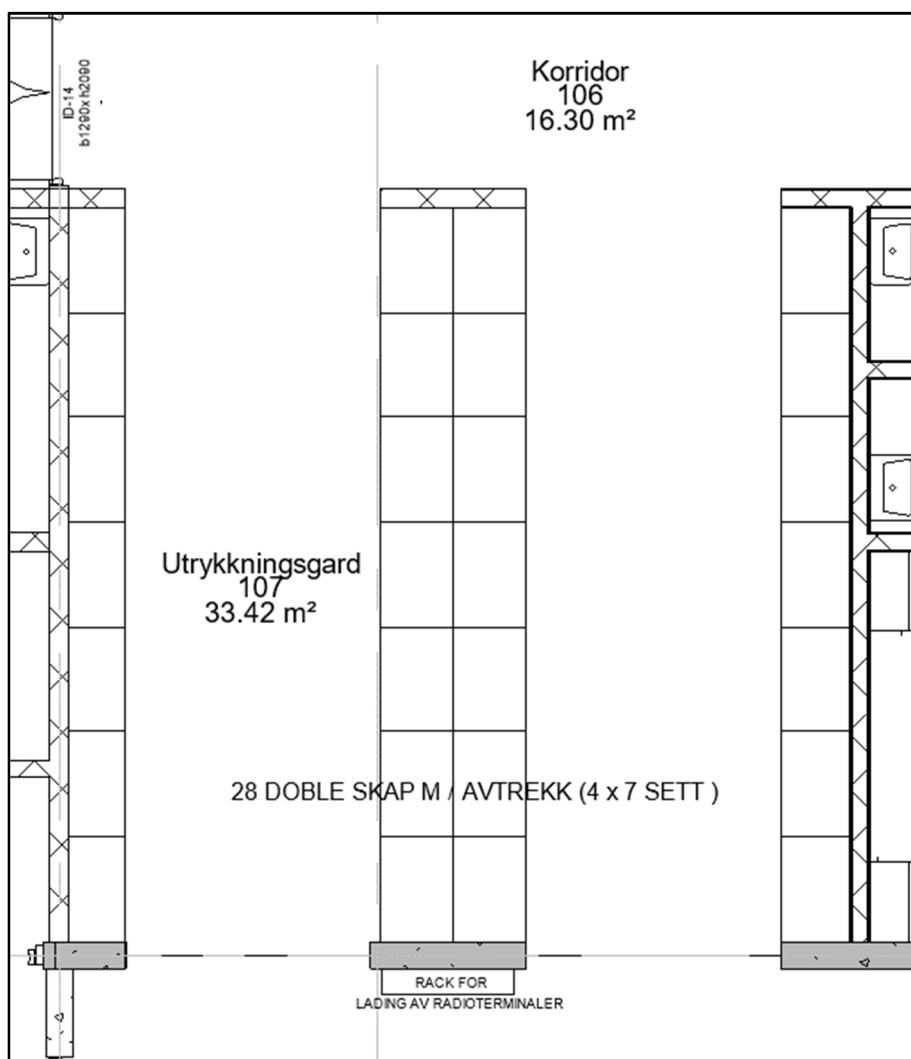 Korridor
106
16.30 m²
ID-14
b1290x h2090
Utrykkningsgard
107
33.42 m²
28 DOBLE SKAP M / AVTREKK (4 x 7 SETT )
RACK FOR
LADING AV RADIOTERMINALER